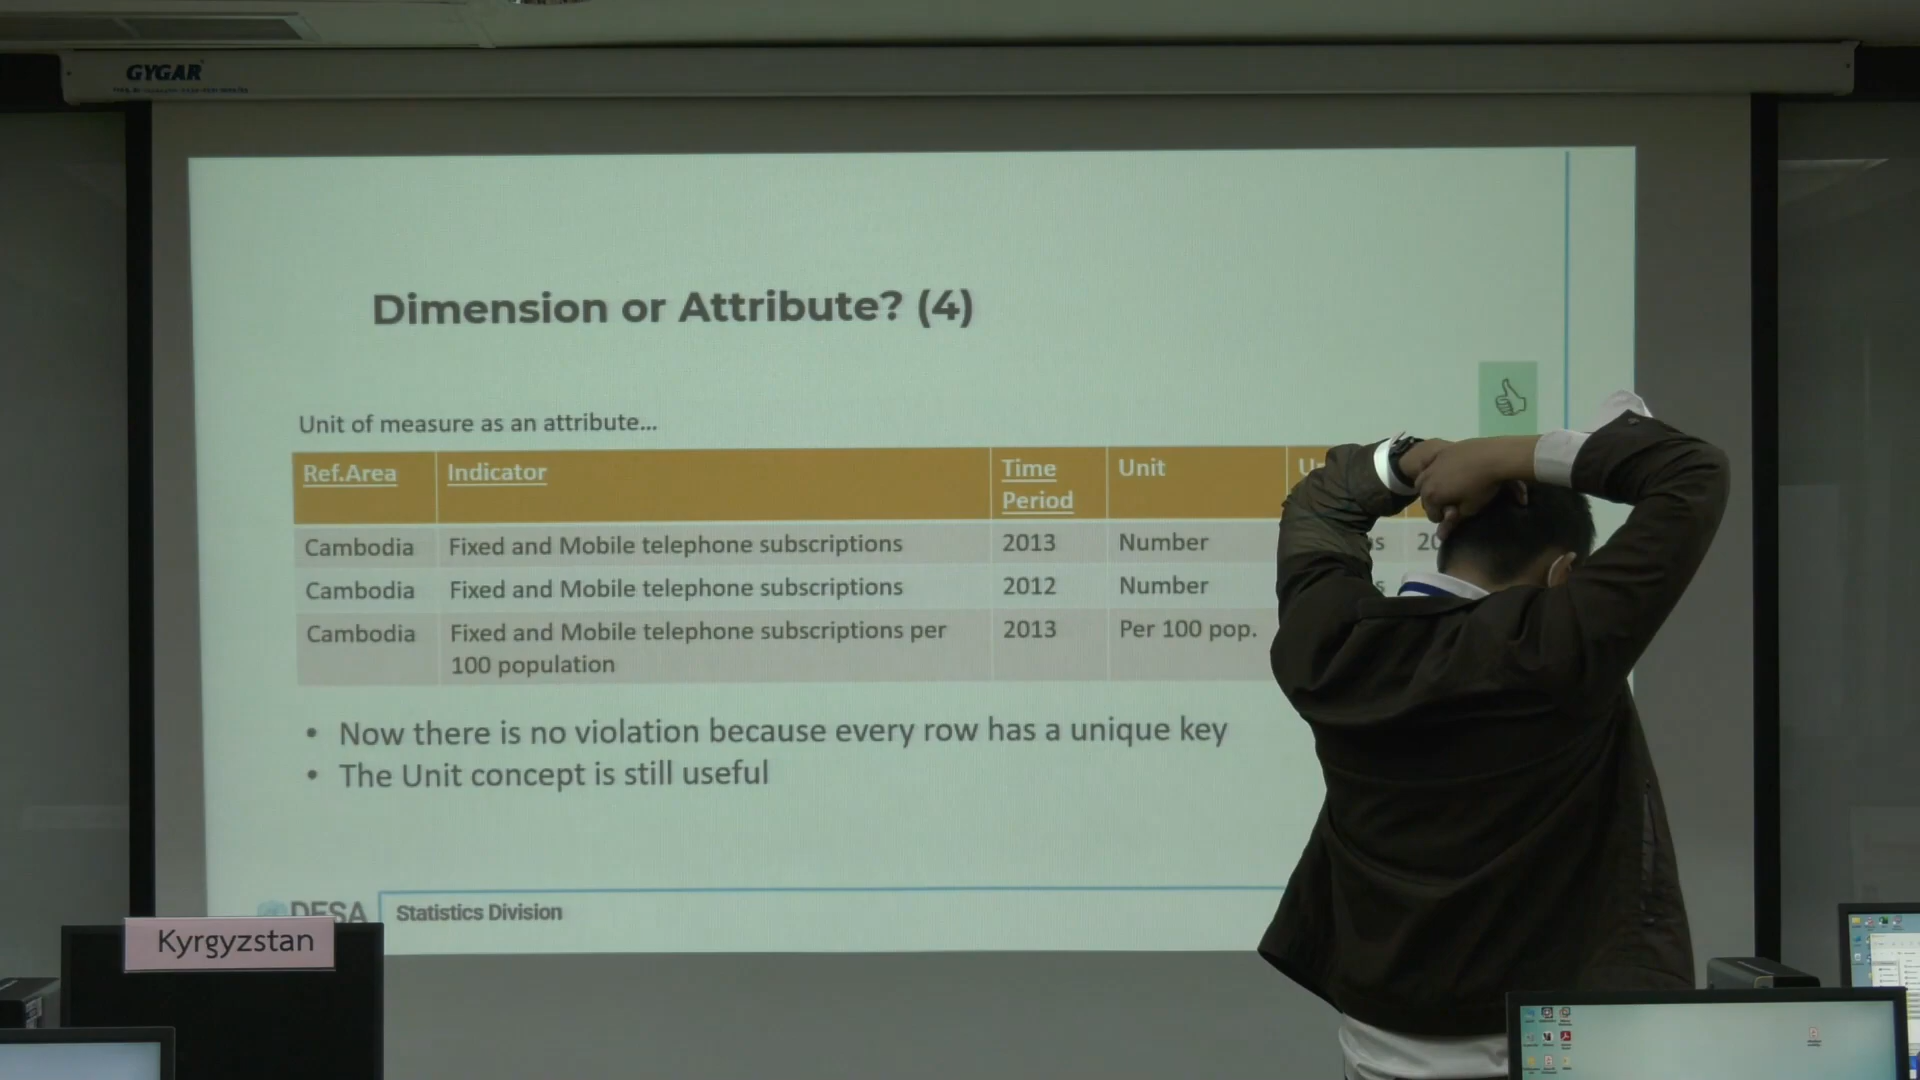 GYGAR
Dimension or Attribute? (4)
Unit of measure as an attribute...
Ref.Area Indicator Time Period Unit
Cambodia Fixed and Mobile telephone subscriptions 2013 Number
Cambodia Fixed and Mobile telephone subscriptions 2012 Number
Cambodia Fixed and Mobile telephone subscriptions per 100 population 2013 Per 100 pop.
• Now there is no violation because every row has a unique key
• The Unit concept is still useful
DESA Statistics Division
Kyrgyzstan